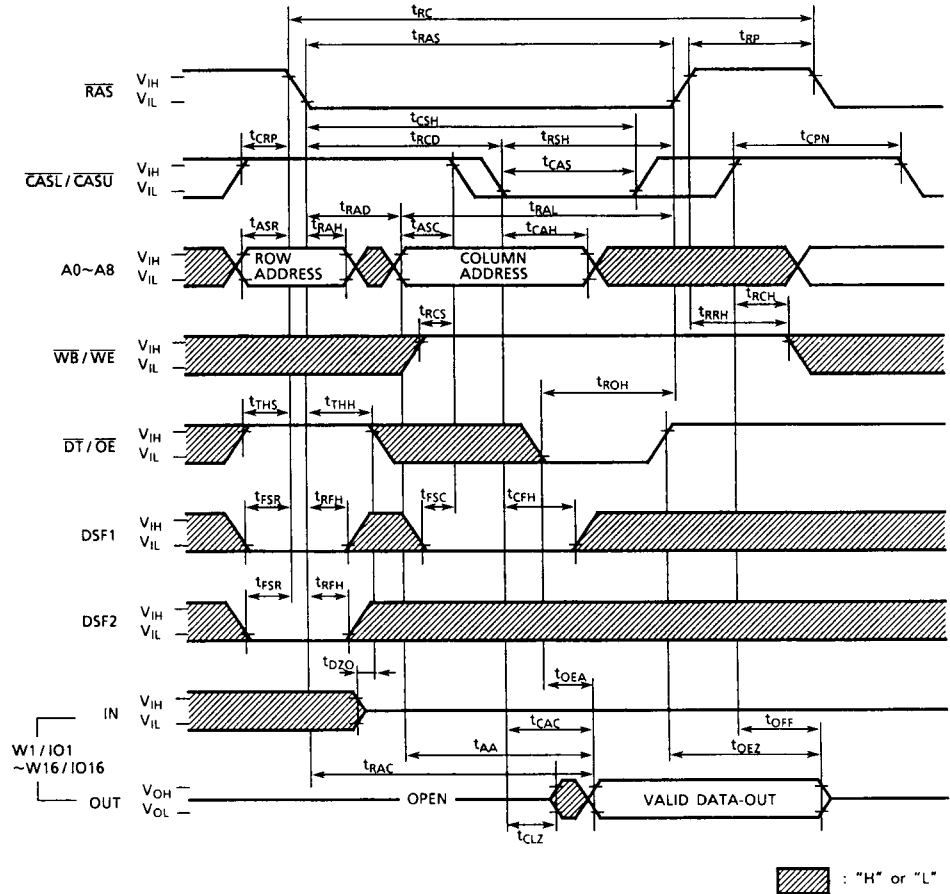 tRC
tRAS
tRP
RAS
VIH
VIL
tCSH
tCRP
tRCD
tRSH
tCPN
CASL / CASU
VIH
VIL
tCAS
tRAD
tRAL
tASR
tRAH
tASC
tCAH
A0~A8
VIH
VIL
ROW ADDRESS
COLUMN ADDRESS
tRCS
tRCH
tRRH
WB / WE
VIH
VIL
tROH
tTHS
tTHH
DT / OE
VIH
VIL
tFSR
tRFH
tFSC
tCFH
DSF1
VIH
VIL
tFSR
tRFH
DSF2
VIH
VIL
tDZO
tOEA
IN
VIH
VIL
tCAC
tOFF
W1 / IO1
~W16 / IO16
tAA
tOEZ
tRAC
OUT
VOH
VOL
OPEN
VALID DATA-OUT
tCLZ
: "H" or "L"